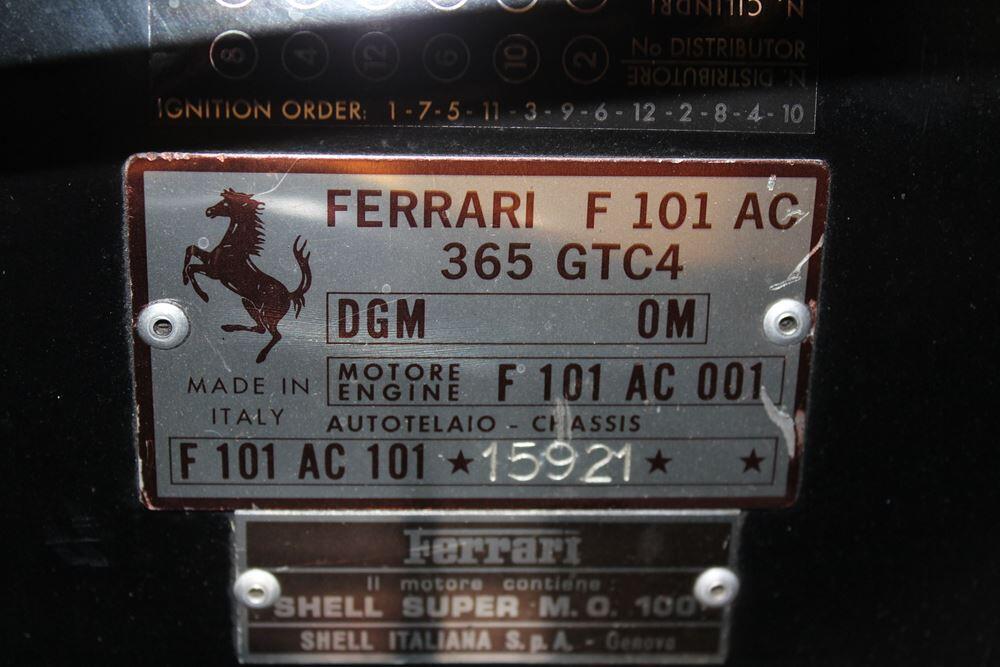 N. CILINDRI
8 4 12 6 10 2 No DISTRIBUTOR
N. DISTRIBUTORE
IGNITION ORDER: 1-7-5-11-3-9-6-12-2-8-4-10
FERRARI F 101 AC
365 GTC4
DGM OM
MOTORE
ENGINE F 101 AC 001
MADE IN
ITALY
AUTOTELAIO - CHASSIS
F 101 AC 101 ★15921★ ★
Ferrari
Il motore contiene:
SHELL SUPER M. O. 100
SHELL ITALIANA S.p.A. - Genova